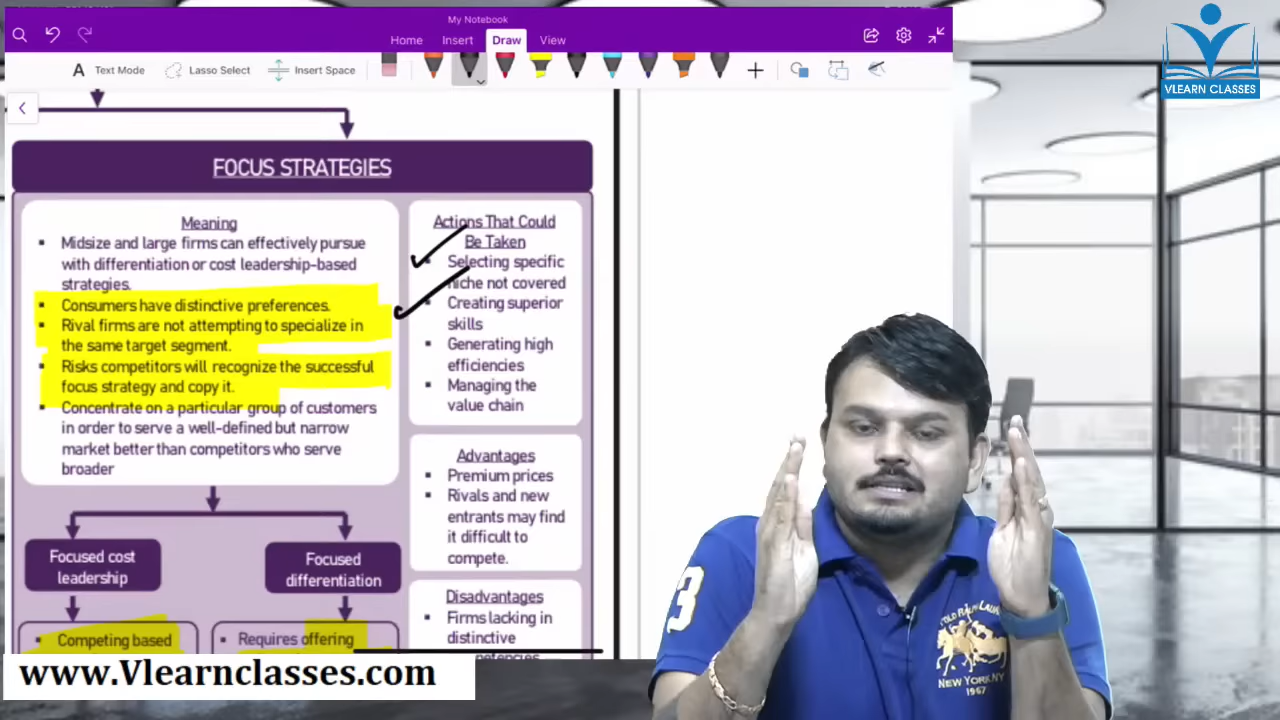 My Notebook
Home Insert Draw View
Text Mode Lasso Select Insert Space
VLEARN CLASSES
FOCUS STRATEGIES
Meaning
Midsize and large firms can effectively pursue
with differentiation or cost leadership-based
strategies.
Consumers have distinctive preferences.
Rival firms are not attempting to specialize in
the same target segment.
Risks competitors will recognize the successful
focus strategy and copy it.
Concentrate on a particular group of customers
in order to serve a well-defined but narrow
market better than competitors who serve
broader
Actions That Could
Be Taken
Selecting specific
niche not covered
Creating superior
skills
Generating high
efficiencies
Managing the
value chain
Advantages
Premium prices
Rivals and new
entrants may find
it difficult to
compete.
Disadvantages
Firms lacking in
distinctive
Focused cost
leadership
Focused
differentiation
Competing based
Requires offering
www.Vlearnclasses.com
3
NEW YORK, NY
1967